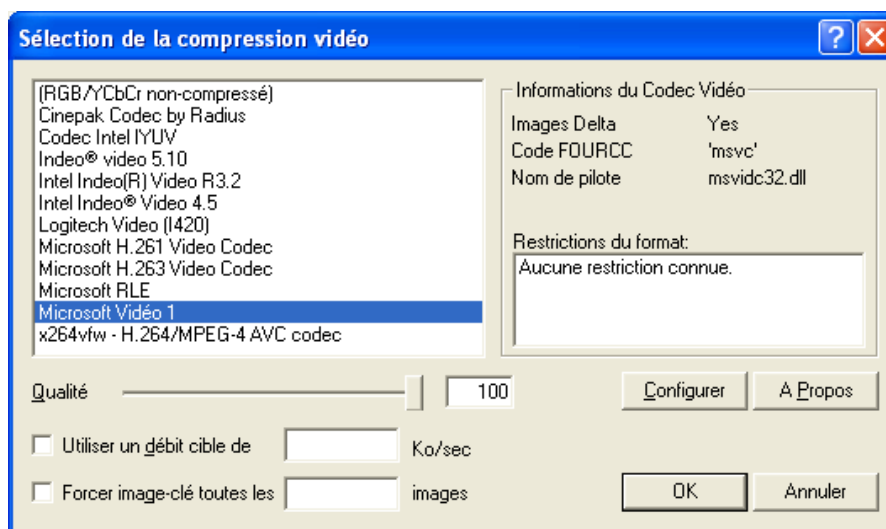 Sélection de la compression vidéo
(RGB/YCbCr non-compressé)
Cinepak Codec by Radius
Codec Intel IYUV
Indeo® video 5.10
Intel Indeo(R) Video R3.2
Intel Indeo® Video 4.5
Logitech Video (I420)
Microsoft H.261 Video Codec
Microsoft H.263 Video Codec
Microsoft RLE
Microsoft Vidéo 1
x264vfw - H.264/MPEG-4 AVC codec
Informations du Codec Vidéo
Images Delta Yes
Code FOURCC 'msvc'
Nom de pilote msvidc32.dll
Restrictions du format:
Aucune restriction connue.
Qualité 100
Configurer A Propos
Utiliser un débit cible de Ko/sec
Forcer image-clé toutes les images
OK Annuler